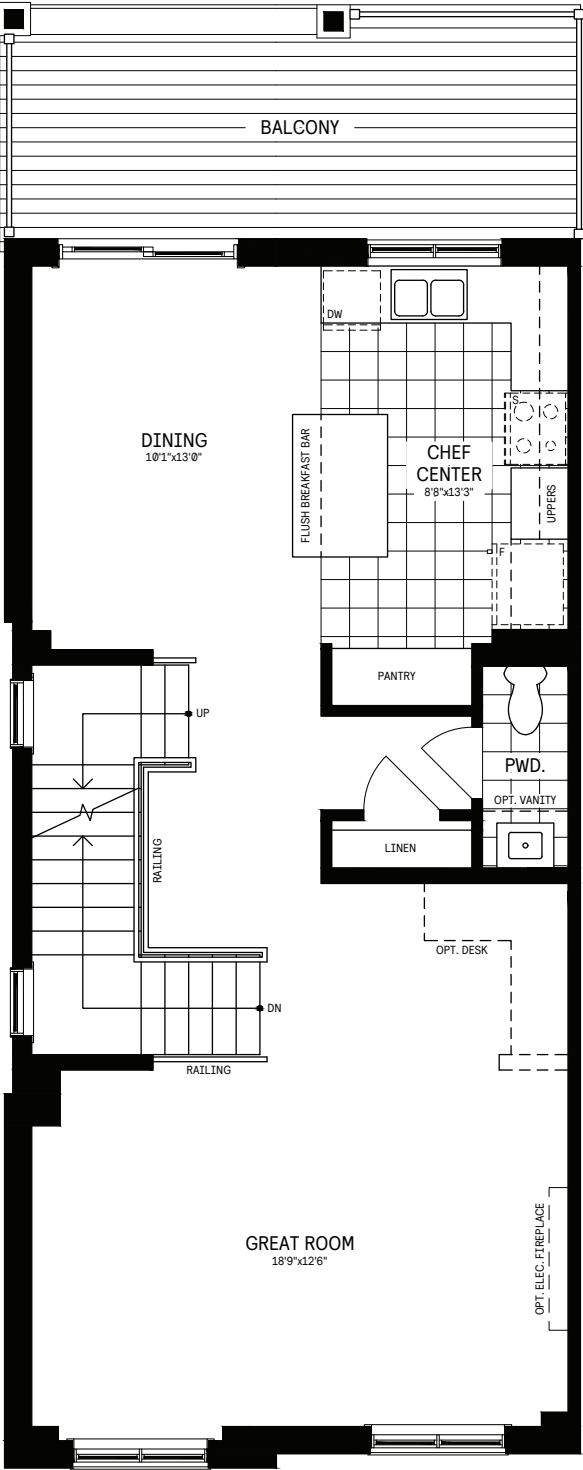 BALCONY
DW
DINING
10'1"x13'0"
FLUSH BREAKFAST BAR
CHEF
CENTER
8'8"x13'3"
S
UPPERS
F
PANTRY
UP
PWD.
OPT. VANITY
RAILING
LINEN
OPT. DESK
DN
RAILING
GREAT ROOM
18'9"x12'6"
OPT. ELEC. FIREPLACE